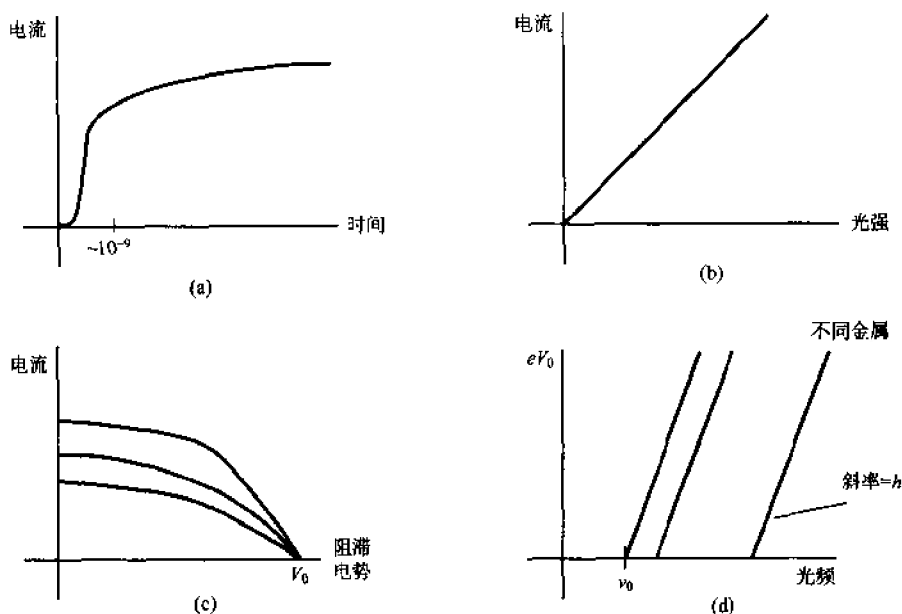 电流
时间
~10⁻⁹
(a)
电流
光强
(b)
电流
阻滞
电势
V₀
(c)
不同金属
eV₀
斜率=h
ν₀
光频
(d)